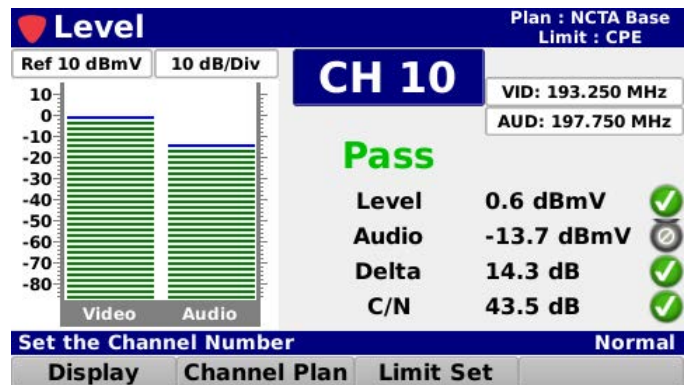 Level
Plan : NCTA Base
Limit : CPE
Ref 10 dBmV
10 dB/Div
CH 10
VID: 193.250 MHz
AUD: 197.750 MHz
10
0
-10
-20
-30
-40
-50
-60
-70
-80
Video Audio
Pass
Level 0.6 dBmV
Audio -13.7 dBmV
Delta 14.3 dB
C/N 43.5 dB
Set the Channel Number Normal
Display Channel Plan Limit Set